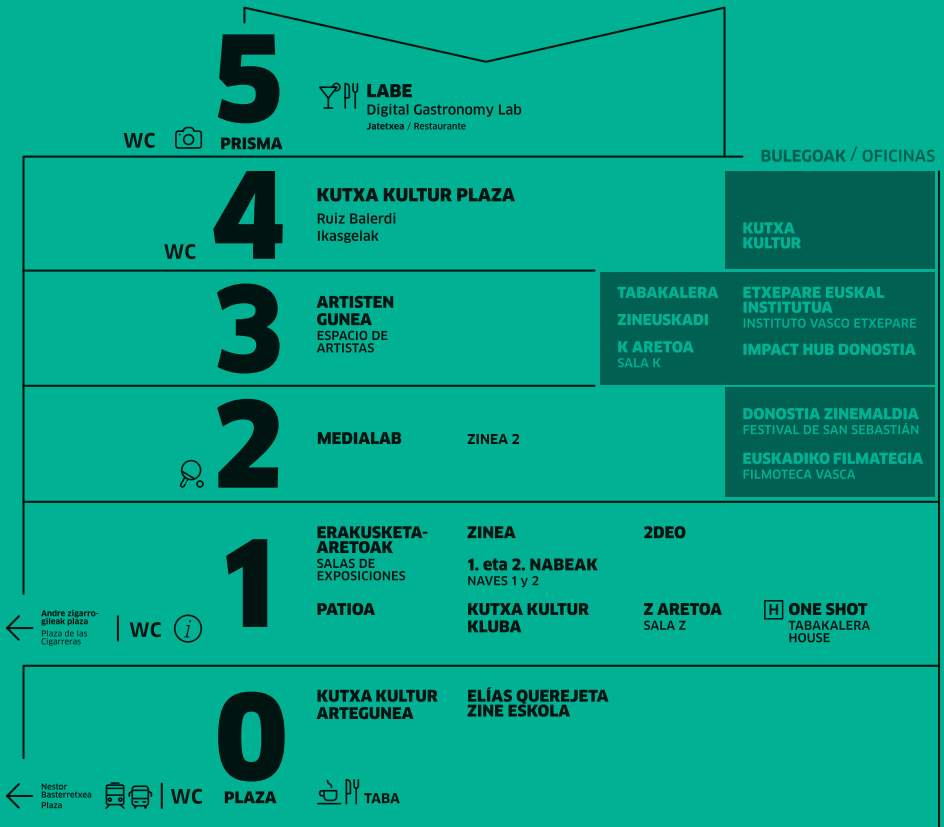 5
LABE
Digital Gastronomy Lab
Jatetxea / Restaurante
WC
PRISMA
BULEGOAK / OFICINAS
4
KUTXA KULTUR PLAZA
Ruiz Balerdi
Ikasgelak
WC
KUTXA
KULTUR
3
ARTISTEN
GUNEA
ESPACIO DE
ARTISTAS
TABAKALERA
ZINEUSKADI
K ARETOA
SALA K
ETXEPARE EUSKAL
INSTITUTUA
INSTITUTO VASCO ETXEPARE
IMPACT HUB DONOSTIA
2
MEDIALAB
ZINEA 2
DONOSTIA ZINEMALDIA
FESTIVAL DE SAN SEBASTIÁN
EUSKADIKO FILMATEGIA
FILMOTECA VASCA
1
ERAKUSKETA-
ARETOAK
SALAS DE
EXPOSICIONES
ZINEA
2DEO
1. eta 2. NABEAK
NAVES 1 y 2
PATIOA
KUTXA KULTUR
KLUBA
Z ARETOA
SALA Z
H ONE SHOT
TABAKALERA
HOUSE
Andre zigarro-
gileak plaza
Plaza de las
Cigarreras
WC
i
0
KUTXA KULTUR
ARTEGUNEA
ELÍAS QUEREJETA
ZINE ESKOLA
Nestor
Basterretxea
Plaza
WC
PLAZA
TABA